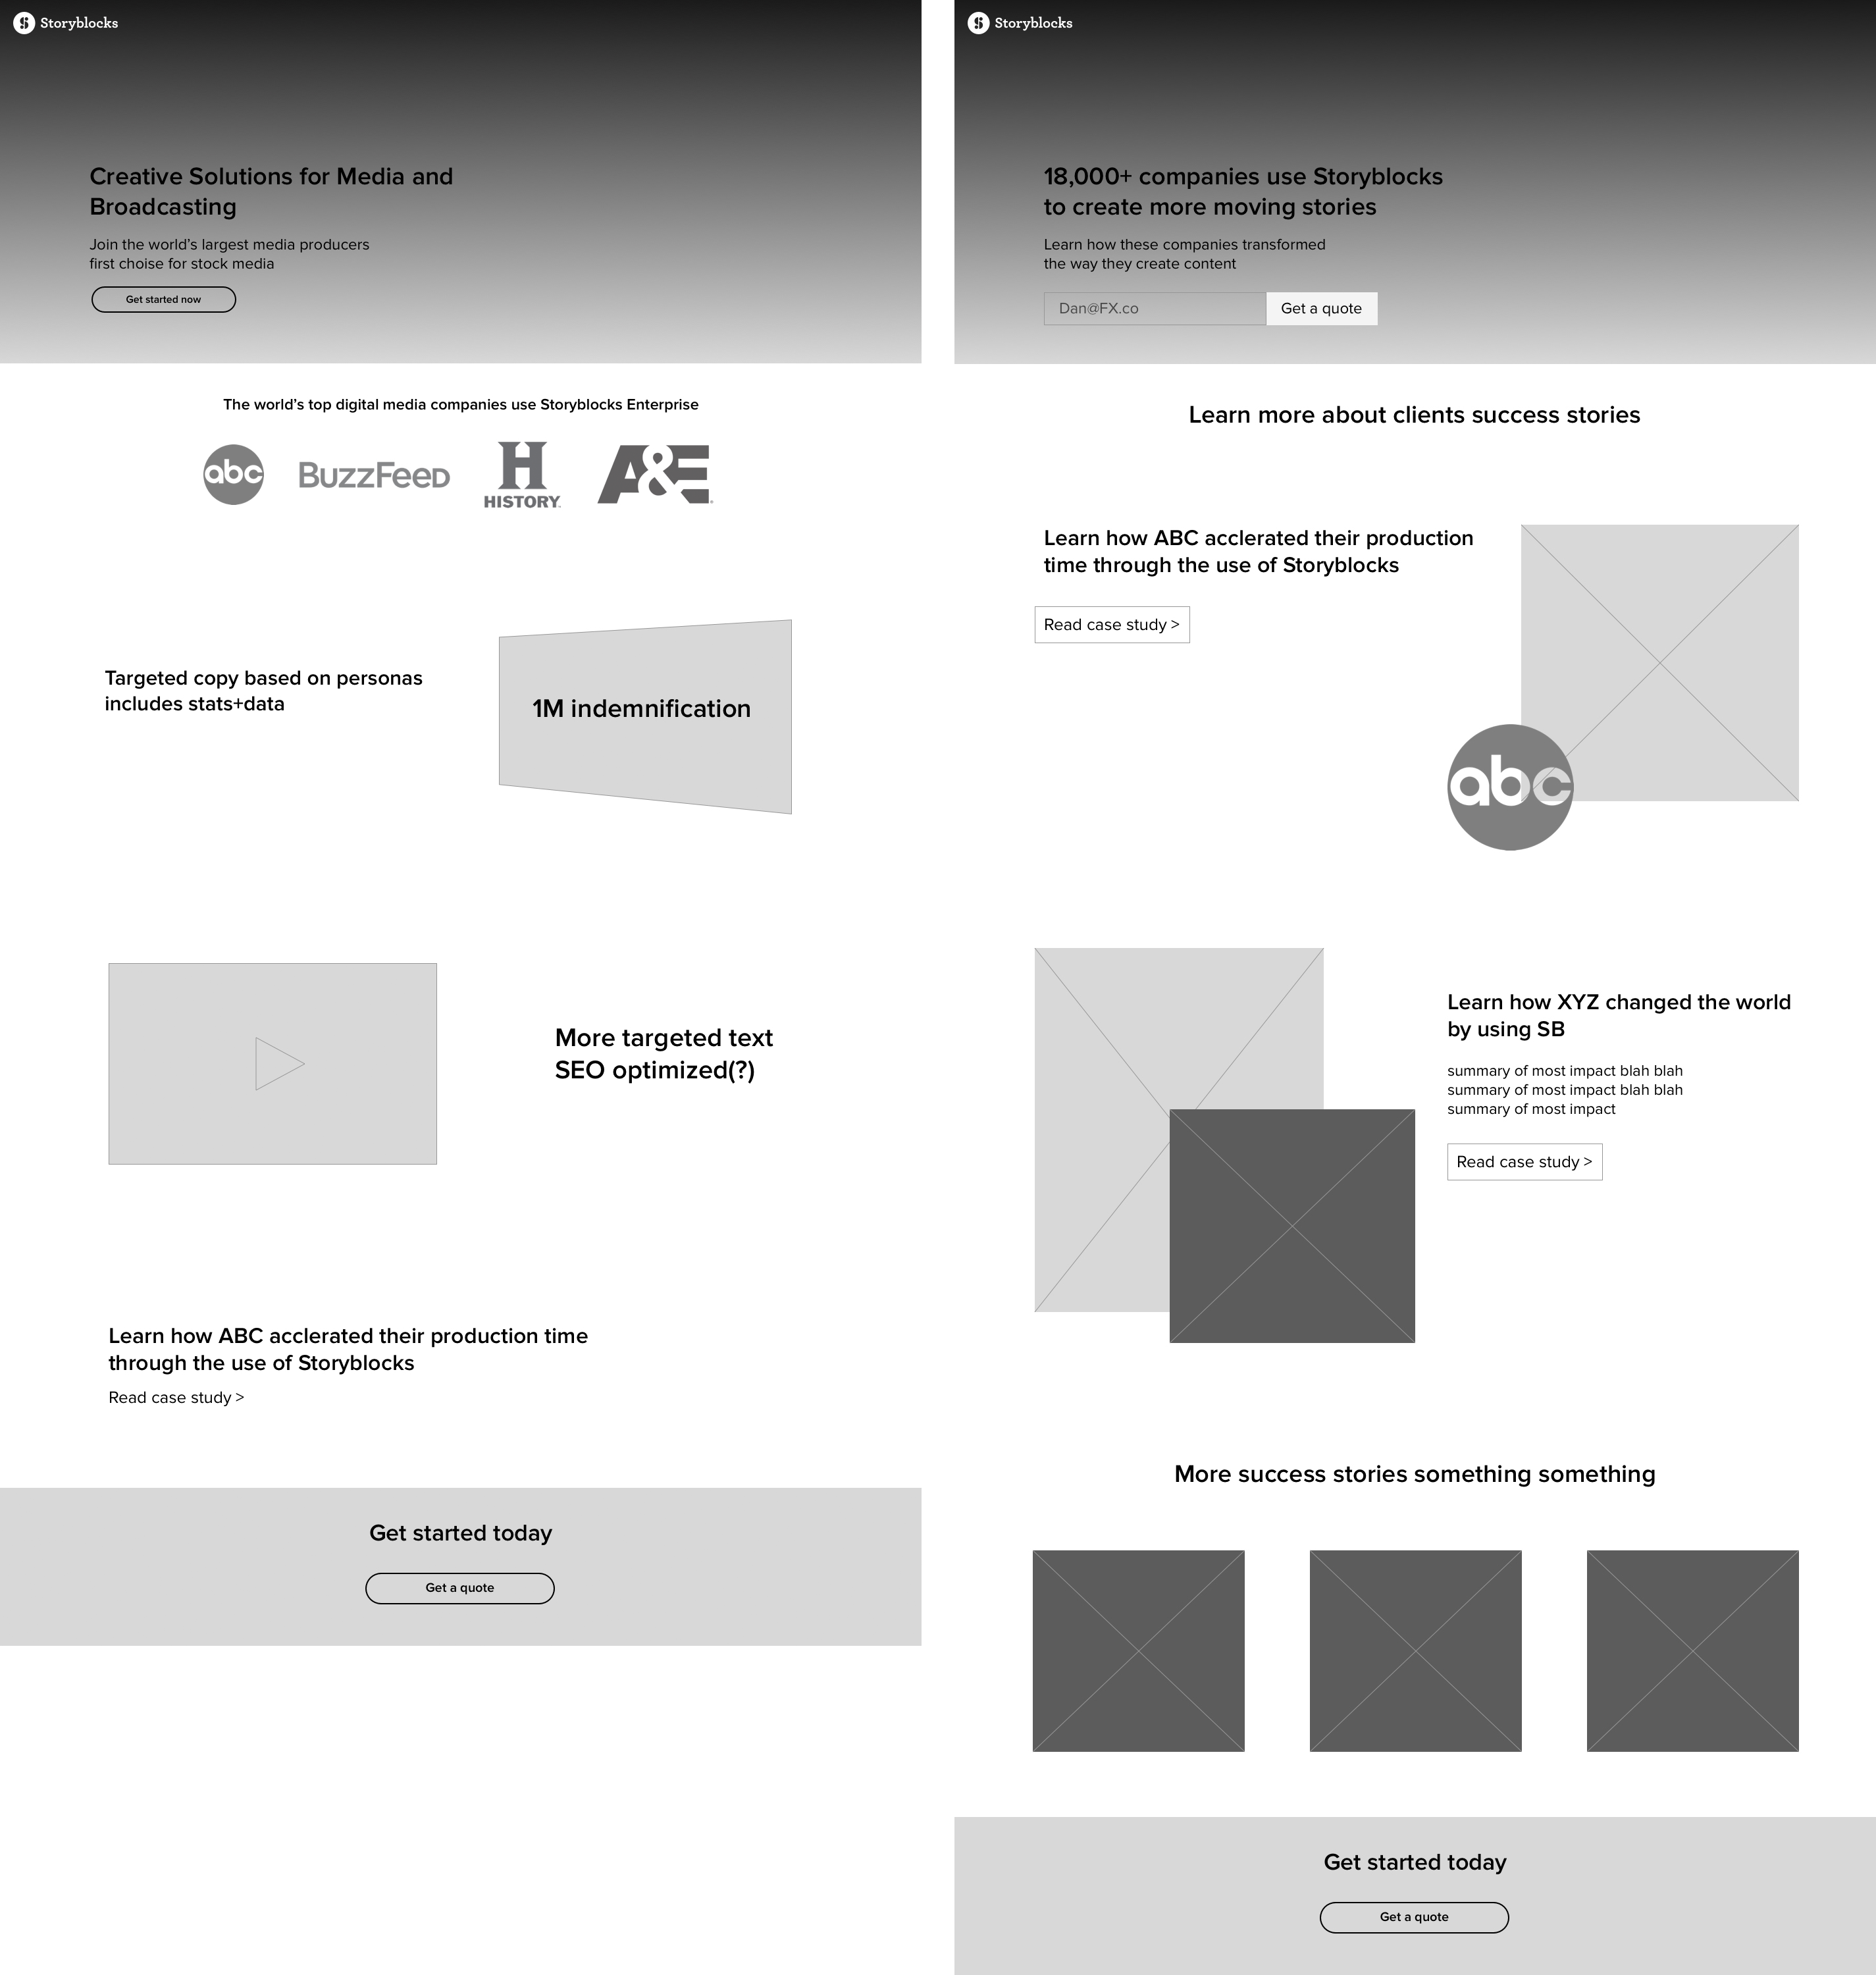 Storyblocks
Creative Solutions for Media and
Broadcasting
Join the world's largest media producers
first choise for stock media
Get started now
The world's top digital media companies use Storyblocks Enterprise
abc
BuzzFeed
H
HISTORY
A&E
Targeted copy based on personas
includes stats+data
1M indemnification
More targeted text
SEO optimized(?)
Learn how ABC acclerated their production time
through the use of Storyblocks
Read case study >
Get started today
Get a quote
Storyblocks
18,000+ companies use Storyblocks
to create more moving stories
Learn how these companies transformed
the way they create content
Dan@FX.co
Get a quote
Learn more about clients success stories
Learn how ABC acclerated their production
time through the use of Storyblocks
Read case study >
abc
Learn how XYZ changed the world
by using SB
summary of most impact blah blah
summary of most impact blah blah
summary of most impact
Read case study >
More success stories something something
Get started today
Get a quote